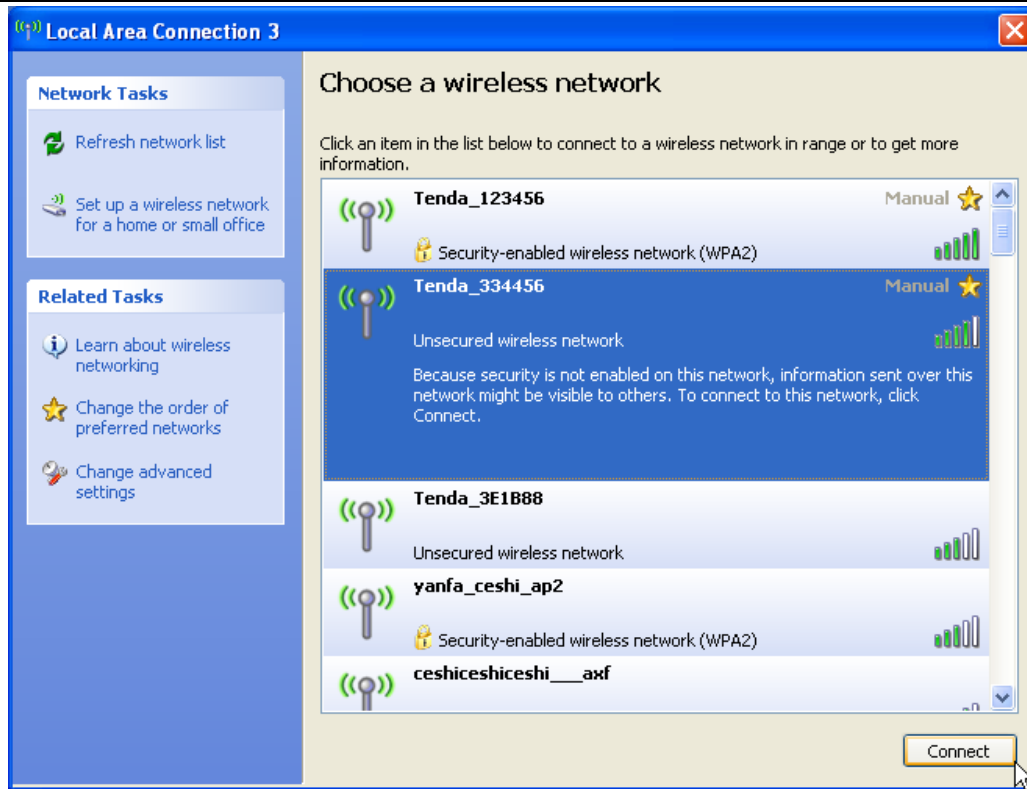 Local Area Connection 3
Network Tasks
Refresh network list
Set up a wireless network
for a home or small office
Related Tasks
Learn about wireless
networking
Change the order of
preferred networks
Change advanced
settings
Choose a wireless network
Click an item in the list below to connect to a wireless network in range or to get more
information.
Tenda_123456 Manual
Security-enabled wireless network (WPA2)
Tenda_334456 Manual
Unsecured wireless network
Because security is not enabled on this network, information sent over this
network might be visible to others. To connect to this network, click
Connect.
Tenda_3E1B88
Unsecured wireless network
yanfa_ceshi_ap2
Security-enabled wireless network (WPA2)
ceshiceshiceshi___axf
Connect